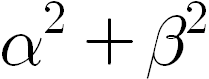 α² + β²